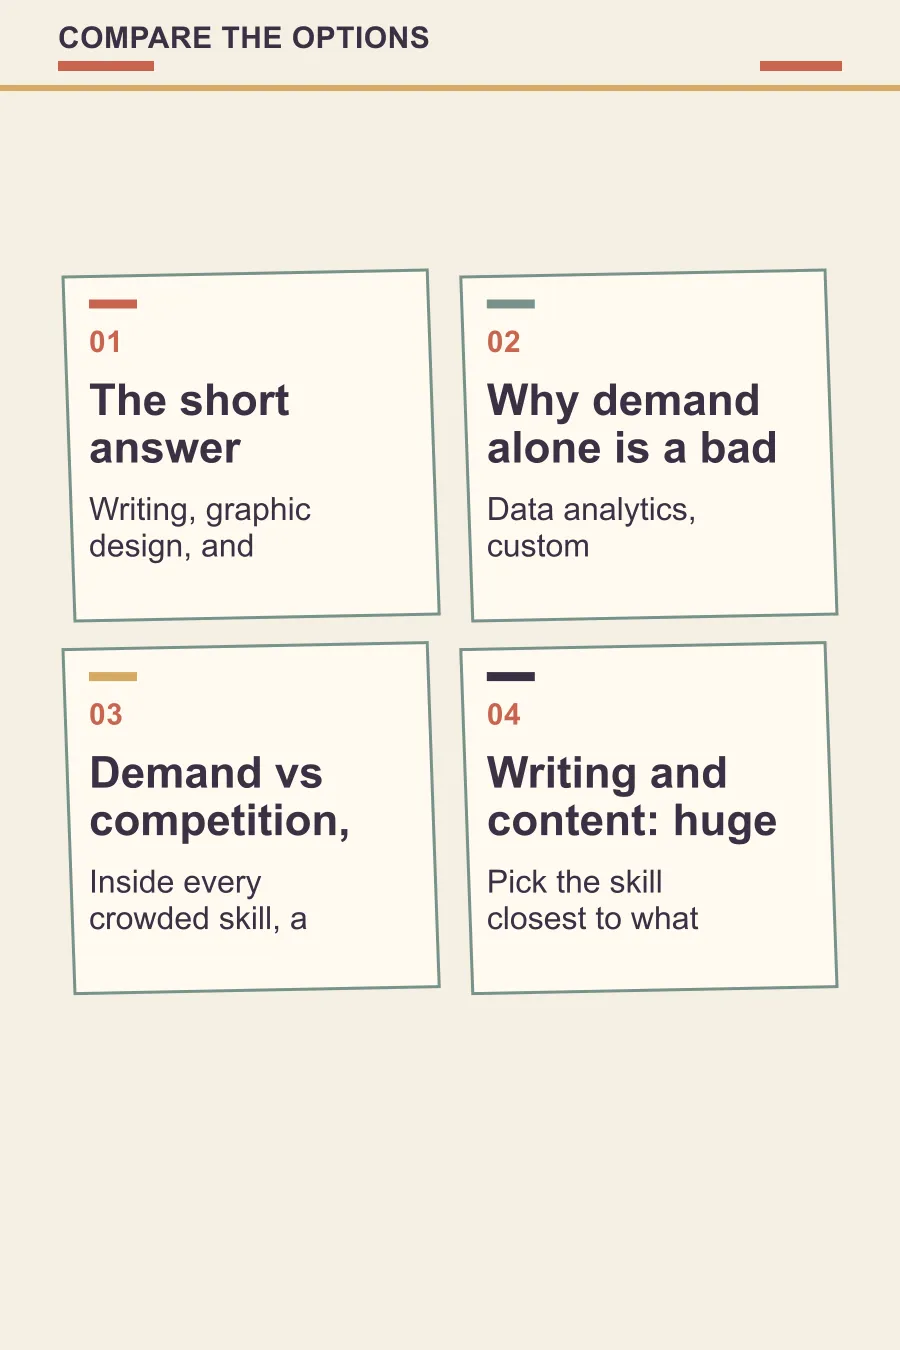 COMPARE THE OPTIONS
01
The short
answer
Writing, graphic
design, and
02
Why demand
alone is a bad
Data analytics,
custom
03
Demand vs
competition,
Inside every
crowded skill, a
04
Writing and
content: huge
Pick the skill
closest to what